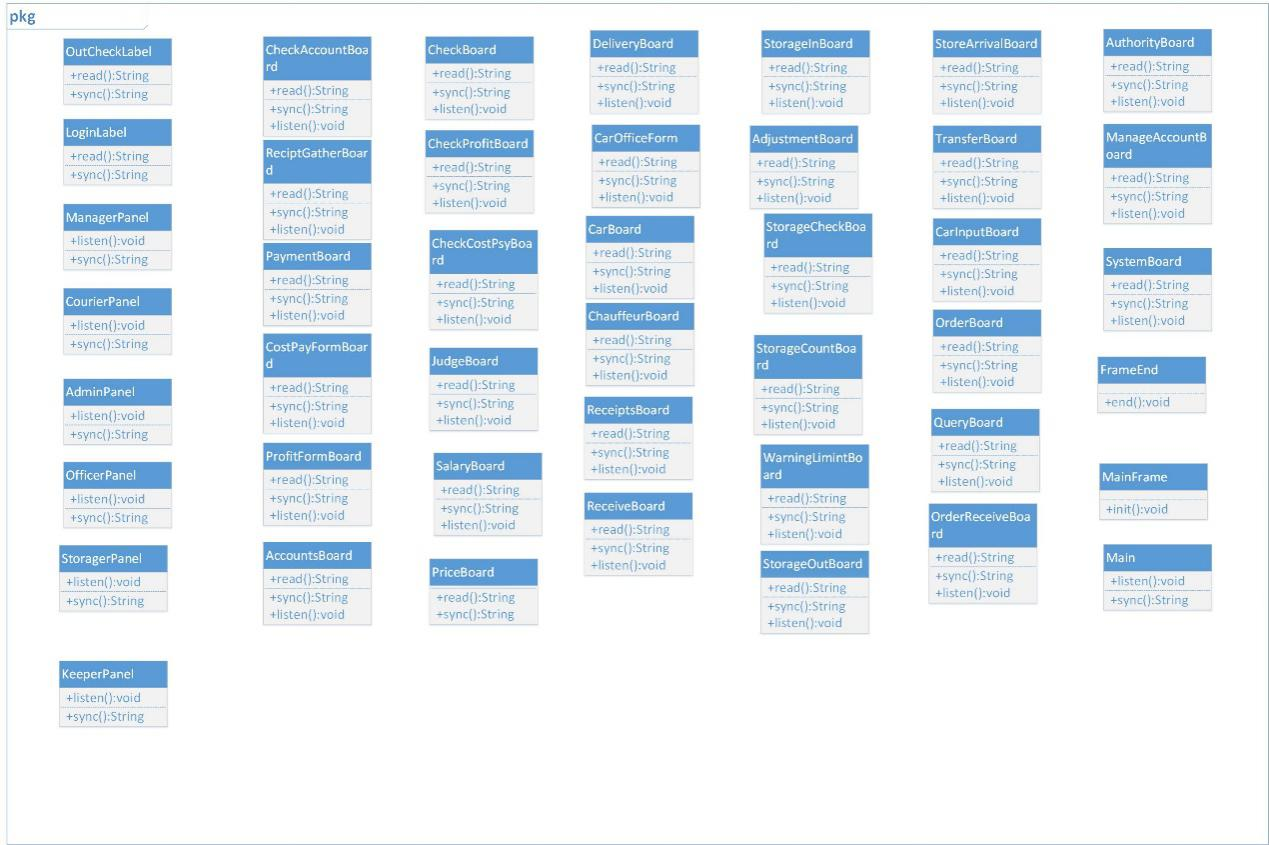 pkg
OutCheckLabel
+read():String
+sync():String
LoginLabel
+read():String
+sync():String
ManagerPanel
+listen():void
+sync():String
CourierPanel
+listen():void
+sync():String
AdminPanel
+listen():void
+sync():String
OfficerPanel
+listen():void
+sync():String
StoragerPanel
+listen():void
+sync():String
KeeperPanel
+listen():void
+sync():String
CheckAccountBoa
rd
+read():String
+sync():String
+listen():void
ReciptGatherBoar
d
+read():String
+sync():String
+listen():void
PaymentBoard
+read():String
+sync():String
+listen():void
CostPayFormBoar
d
+read():String
+sync():String
+listen():void
ProfitFormBoard
+read():String
+sync():String
+listen():void
AccountsBoard
+read():String
+sync():String
+listen():void
CheckBoard
+read():String
+sync():String
+listen():void
CheckProfitBoard
+read():String
+sync():String
+listen():void
CheckCostPsyBoa
rd
+read():String
+sync():String
+listen():void
JudgeBoard
+read():String
+sync():String
+listen():void
SalaryBoard
+read():String
+sync():String
+listen():void
PriceBoard
+read():String
+sync():String
DeliveryBoard
+read():String
+sync():String
+listen():void
CarOfficeForm
+read():String
+sync():String
+listen():void
CarBoard
+read():String
+sync():String
+listen():void
ChauffeurBoard
+read():String
+sync():String
+listen():void
ReceiptsBoard
+read():String
+sync():String
+listen():void
ReceiveBoard
+read():String
+sync():String
+listen():void
StorageInBoard
+read():String
+sync():String
+listen():void
AdjustmentBoard
+read():String
+sync():String
+listen():void
StorageCheckBoa
rd
+read():String
+sync():String
+listen():void
StorageCountBoa
rd
+read():String
+sync():String
+listen():void
WarningLimintBo
ard
+read():String
+sync():String
+listen():void
StorageOutBoard
+read():String
+sync():String
+listen():void
StoreArrivalBoard
+read():String
+sync():String
+listen():void
TransferBoard
+read():String
+sync():String
+listen():void
CarInputBoard
+read():String
+sync():String
+listen():void
OrderBoard
+read():String
+sync():String
+listen():void
QueryBoard
+read():String
+sync():String
+listen():void
OrderReceiveBoa
rd
+read():String
+sync():String
+listen():void
AuthorityBoard
+read():String
+sync():String
+listen():void
ManageAccountB
oard
+read():String
+sync():String
+listen():void
SystemBoard
+read():String
+sync():String
+listen():void
FrameEnd
+end():void
MainFrame
+init():void
Main
+listen():void
+sync():String